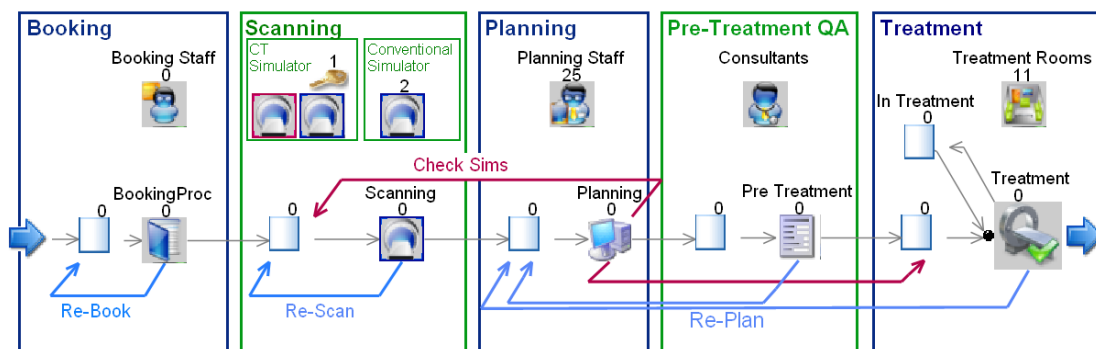 Booking
Booking Staff
0
BookingProc
0
0
Re-Book
Scanning
CT
Simulator
1
Conventional
Simulator
2
Scanning
0
0
Re-Scan
Check Sims
Planning
Planning Staff
25
Planning
0
0
Pre-Treatment QA
Consultants
Pre Treatment
0
0
Re-Plan
Treatment
Treatment Rooms
11
In Treatment
0
Treatment
0
0